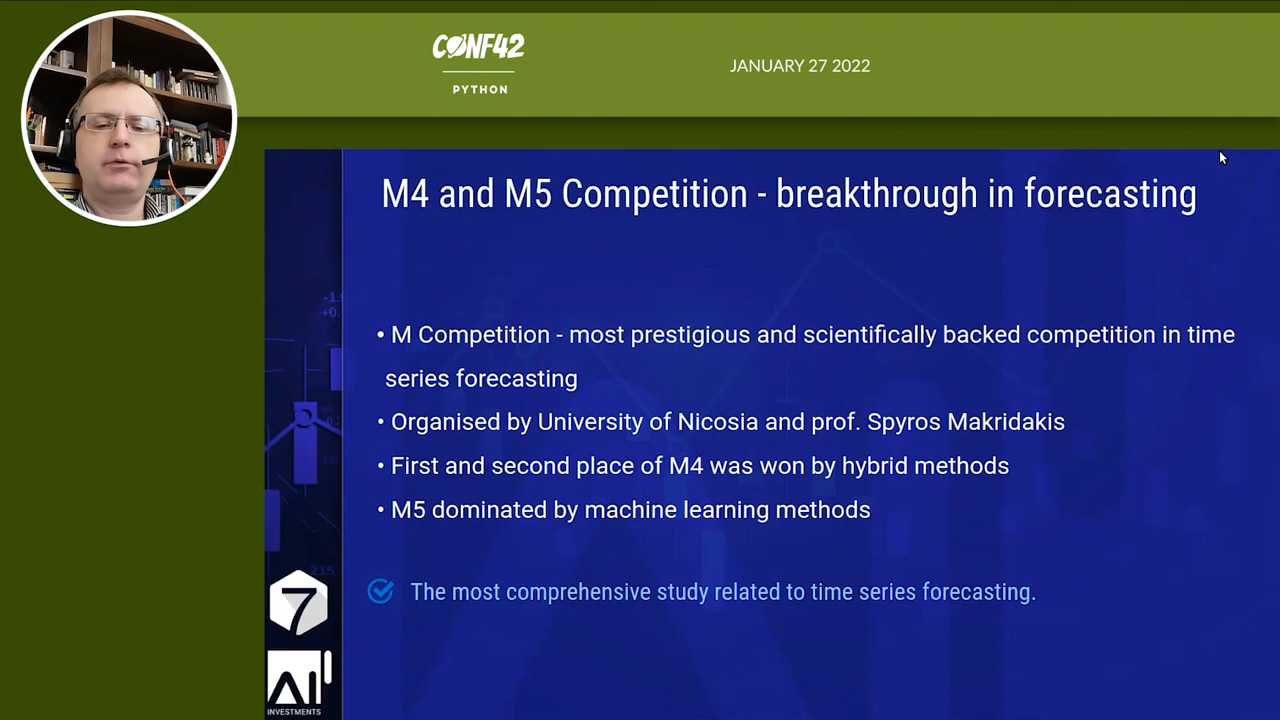 CONF42
PYTHON
JANUARY 27 2022
M4 and M5 Competition - breakthrough in forecasting
• M Competition - most prestigious and scientifically backed competition in time
series forecasting
• Organised by University of Nicosia and prof. Spyros Makridakis
• First and second place of M4 was won by hybrid methods
• M5 dominated by machine learning methods
The most comprehensive study related to time series forecasting.
215.
7
AI
INVESTMENTS